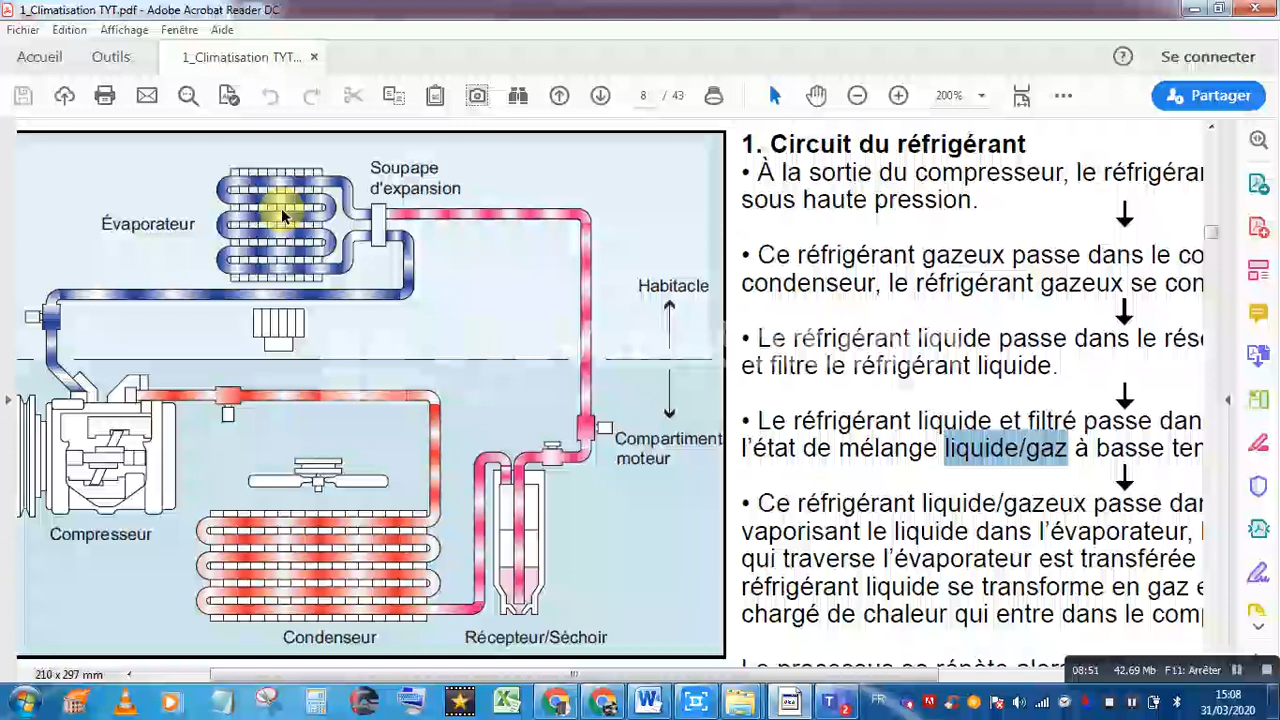 1_Climatisation TYT.pdf - Adobe Acrobat Reader DC
Fichier Edition Affichage Fenêtre Aide
Accueil Outils 1_Climatisation TYT... × Se connecter
8 / 43 200% Partager
Soupape
d'expansion
Évaporateur
Habitacle
Compartiment
moteur
Compresseur
Condenseur
Récepteur/Séchoir
1. Circuit du réfrigérant
• À la sortie du compresseur, le réfrigérar
sous haute pression.
• Ce réfrigérant gazeux passe dans le co
condenseur, le réfrigérant gazeux se con
• Le réfrigérant liquide passe dans le rése
et filtre le réfrigérant liquide.
• Le réfrigérant liquide et filtré passe dan
l'état de mélange liquide/gaz à basse ten
• Ce réfrigérant liquide/gazeux passe dar
vaporisant le liquide dans l'évaporateur, l
qui traverse l'évaporateur est transférée
réfrigérant liquide se transforme en gaz e
chargé de chaleur qui entre dans le comp
210 x 297 mm
08:51 42,69 Mb F11: Arrêter
FR
15:08
31/03/2020